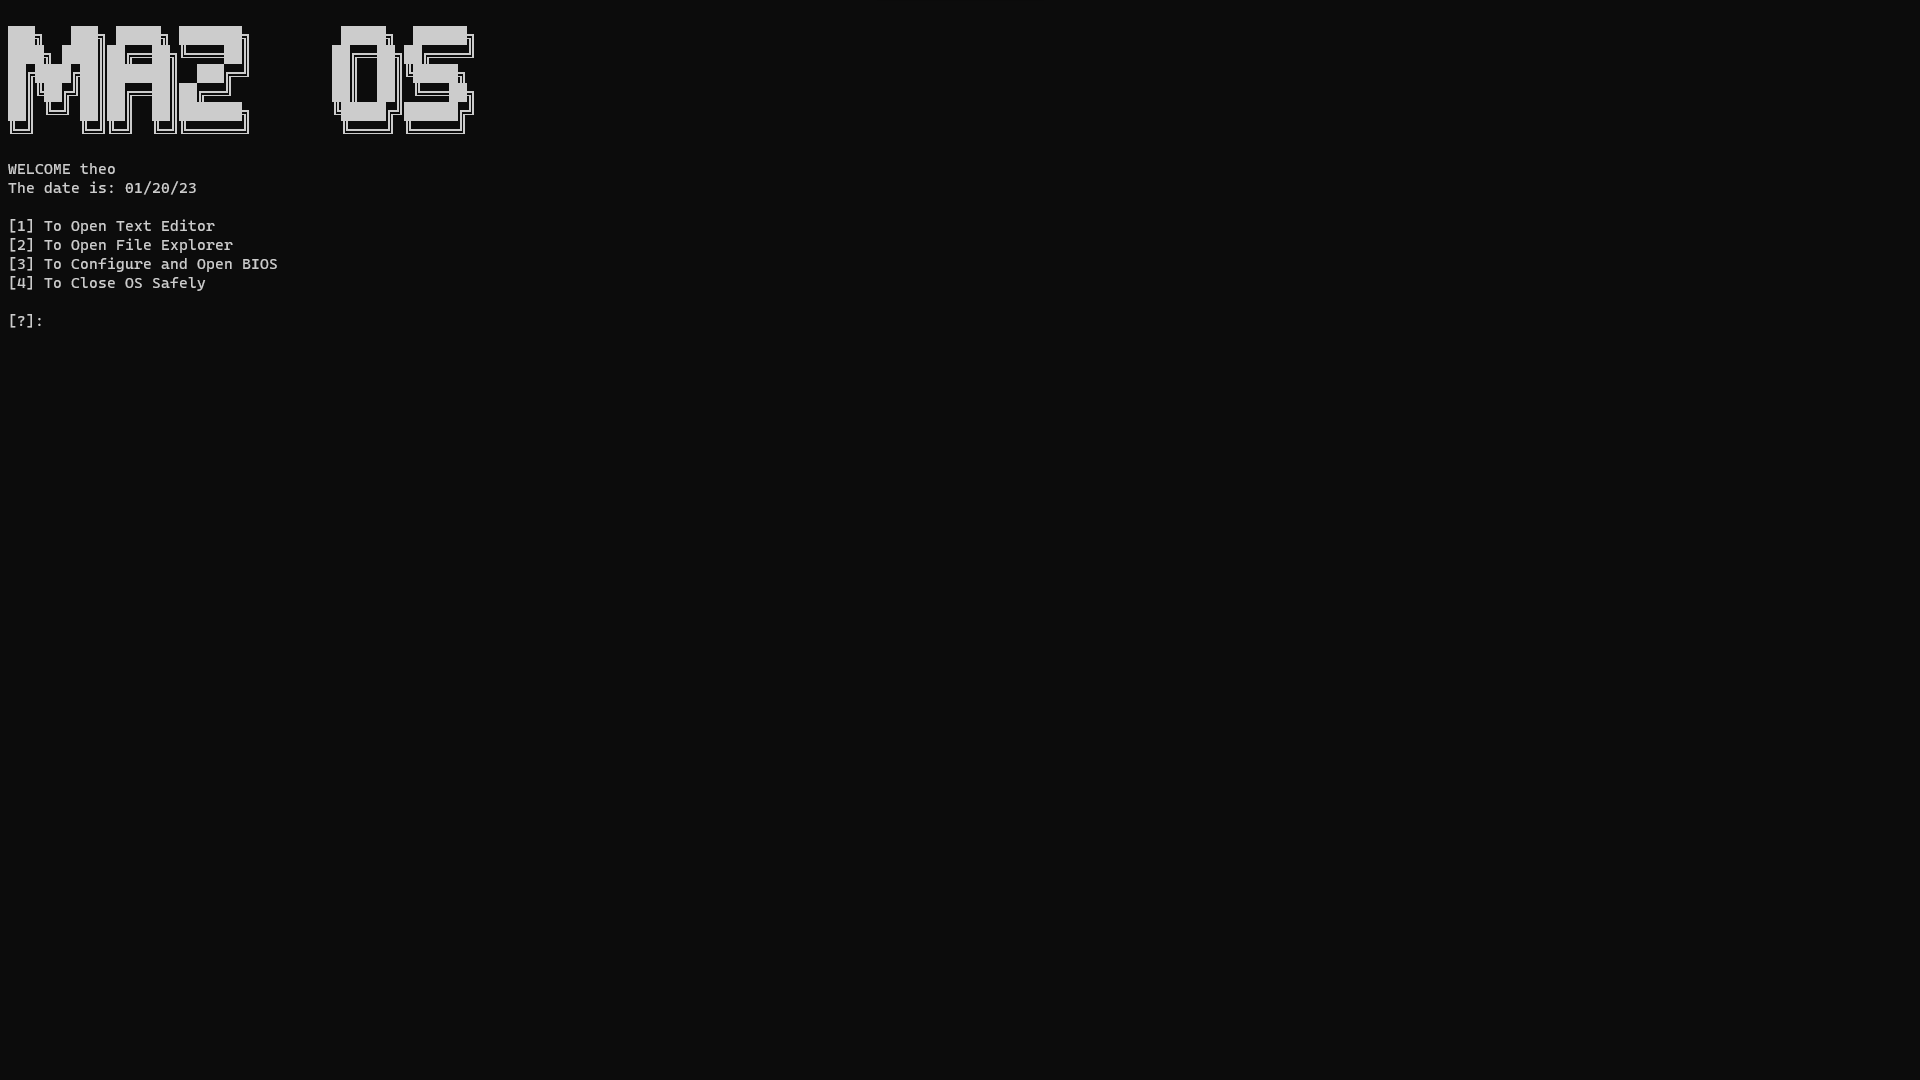 MAZ OS
WELCOME theo
The date is: 01/20/23
[1] To Open Text Editor
[2] To Open File Explorer
[3] To Configure and Open BIOS
[4] To Close OS Safely
[?]: